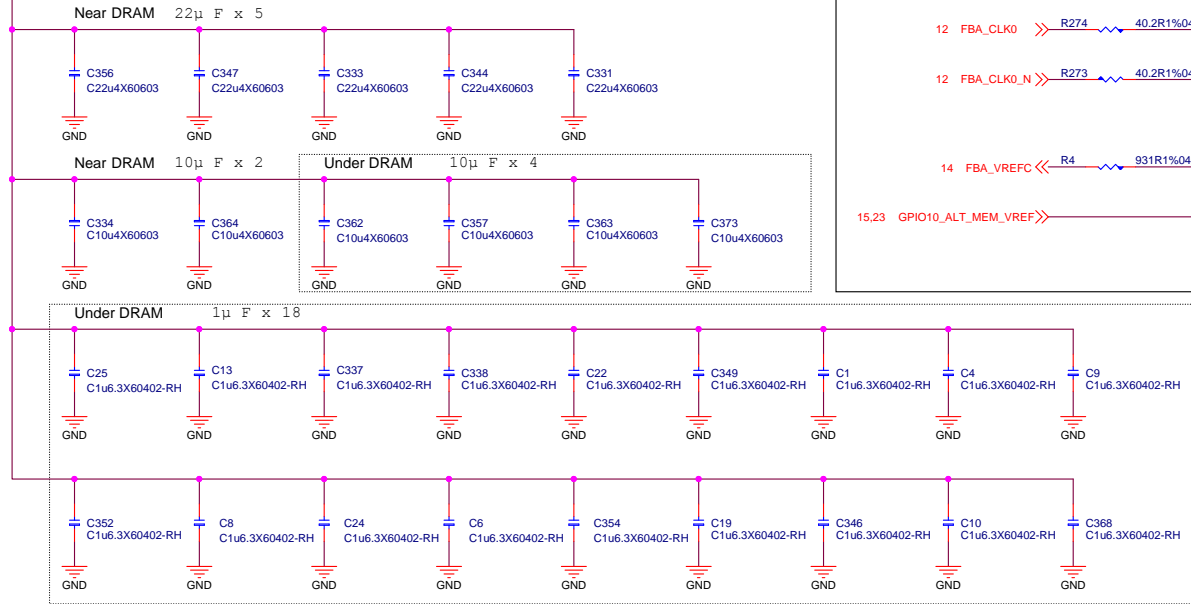 Near DRAM 22μ F x 5
C356 C347 C333 C344 C331
C22u4X60603 C22u4X60603 C22u4X60603 C22u4X60603 C22u4X60603
GND GND GND GND GND
Near DRAM 10μ F x 2 Under DRAM 10μ F x 4
C334 C364 C362 C357 C363 C373
C10u4X60603 C10u4X60603 C10u4X60603 C10u4X60603 C10u4X60603 C10u4X60603
GND GND GND GND GND GND
Under DRAM 1μ F x 18
C25 C13 C337 C338 C22 C349 C1 C4 C9
C1u6.3X60402-RH C1u6.3X60402-RH C1u6.3X60402-RH C1u6.3X60402-RH C1u6.3X60402-RH C1u6.3X60402-RH C1u6.3X60402-RH C1u6.3X60402-RH C1u6.3X60402-RH
GND GND GND GND GND GND GND GND GND
C352 C8 C24 C6 C354 C19 C346 C10 C368
C1u6.3X60402-RH C1u6.3X60402-RH C1u6.3X60402-RH C1u6.3X60402-RH C1u6.3X60402-RH C1u6.3X60402-RH C1u6.3X60402-RH C1u6.3X60402-RH C1u6.3X60402-RH
GND GND GND GND GND GND GND GND GND
12 FBA_CLK0 R274 40.2R1%04
12 FBA_CLK0_N R273 40.2R1%04
14 FBA_VREFC R4 931R1%04
15,23 GPIO10_ALT_MEM_VREF